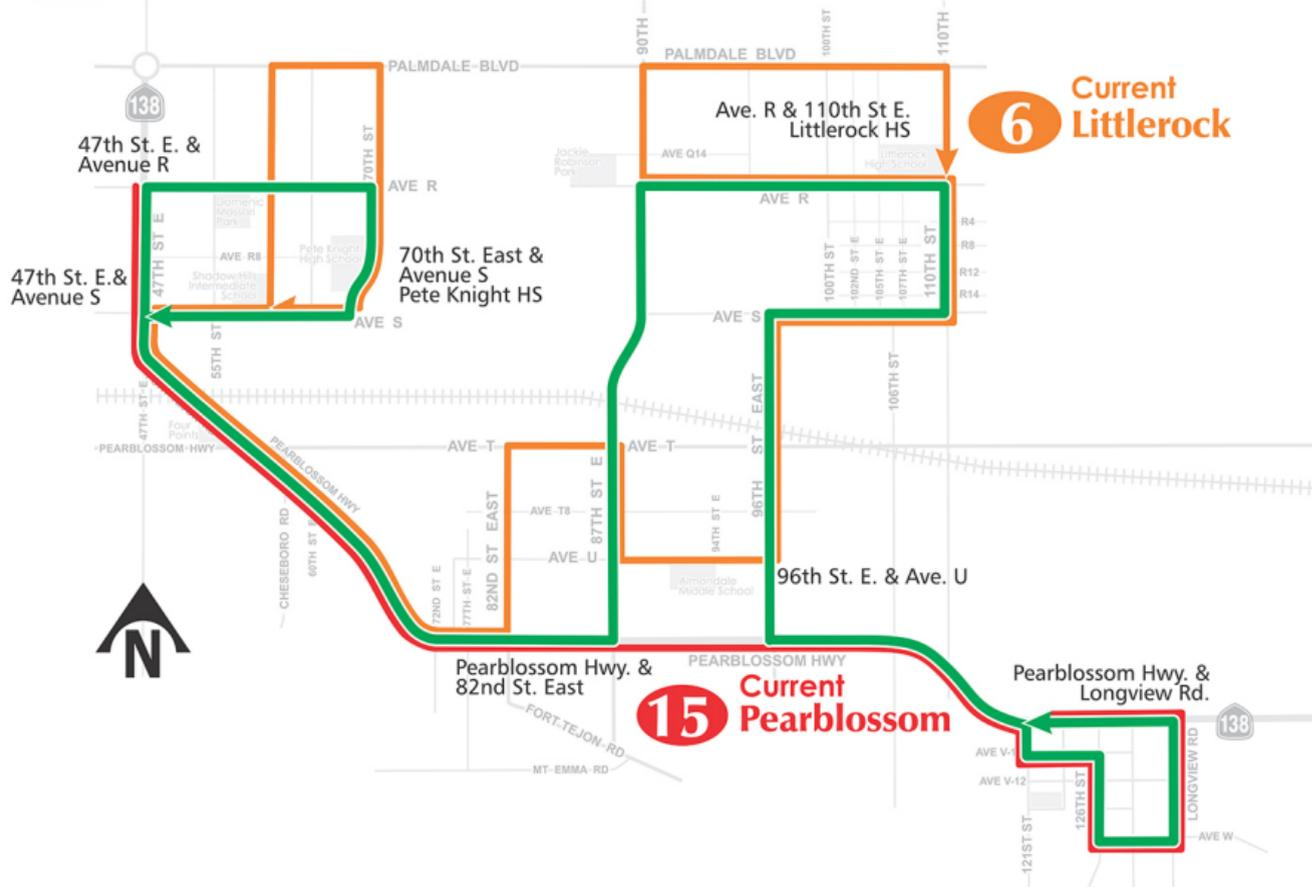 90TH
100TH ST
110TH
PALMDALE BLVD
PALMDALE BLVD
138
Current
6
Littlerock
Ave. R & 110th St E.
Littlerock HS
47th St. E. &
Avenue R
70TH ST
Jackie
Robinson
Park
AVE Q14
Littlerock
High School
AVE R
AVE R
Domenic
Massari
Park
47TH ST E
AVE R8
Pete Knight
High School
Shadow Hills
Intermediate
School
70th St. East &
Avenue S
Pete Knight HS
47th St. E.&
Avenue S
100TH ST
102ND ST E
105TH ST E
107TH ST E
110TH ST
R4
R8
R12
R14
AVE S
AVE S
55TH ST
106TH ST
47TH ST E
Four
Points
PEARBLOSSOM HWY
PEARBLOSSOM HWY
AVE T
AVE T
96TH ST EAST
87TH ST E
82ND ST EAST
AVE T8
94TH ST E
CHESEBORO RD
60TH ST E
AVE U
72ND ST E
77TH ST E
Almondale
Middle School
96th St. E. & Ave. U
N
Pearblossom Hwy. &
82nd St. East
PEARBLOSSOM HWY
15
Current
Pearblossom
Pearblossom Hwy. &
Longview Rd.
138
FORT TEJON RD
MT EMMA RD
AVE V-12
121ST ST
126TH ST
LONGVIEW RD
AVE W